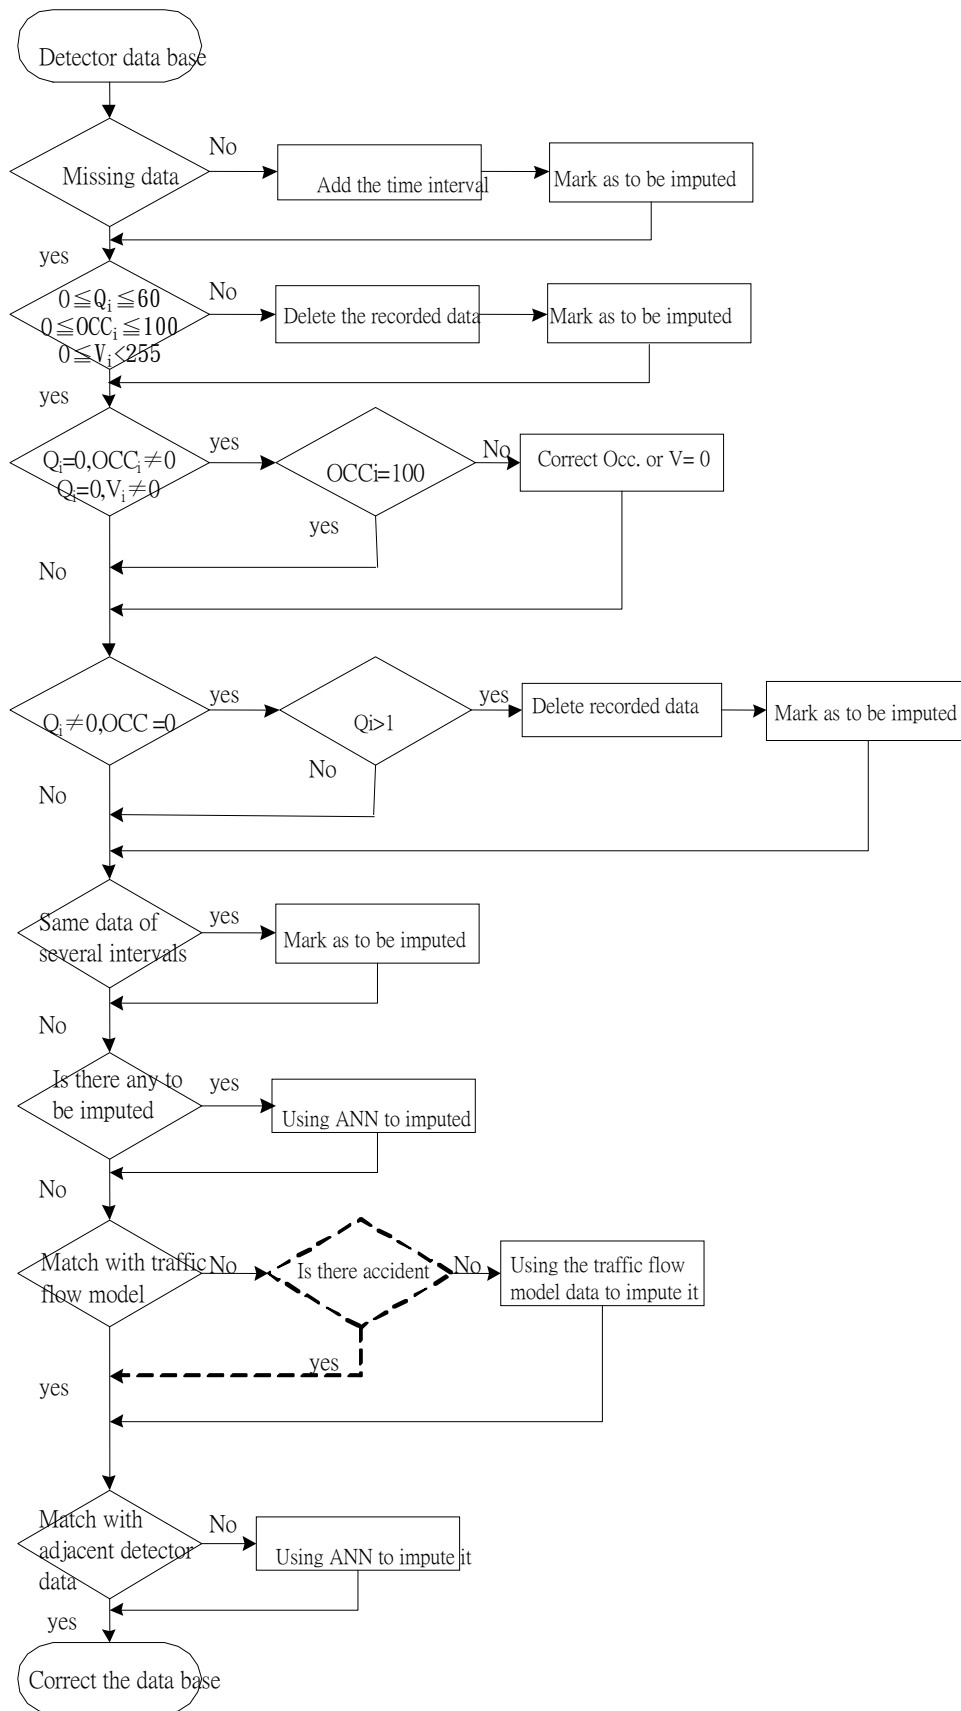 Detector data base
No
Missing data
Add the time interval
Mark as to be imputed
yes
0≦Qi≦60
No
0≦OCCi≦100
Delete the recorded data
Mark as to be imputed
0≦Vi<255
yes
yes
Qi=0,OCCi≠0
Qi=0,Vi≠0
OCCi=100
No
Correct Occ. or V= 0
yes
No
yes
Qi≠0,OCC =0
Qi>1
yes
Delete recorded data
Mark as to be imputed
No
No
Same data of
several intervals
yes
Mark as to be imputed
No
Is there any to
be imputed
yes
Using ANN to imputed
No
Match with traffic
flow model
No
Is there accident
No
Using the traffic flow
model data to impute it
yes
yes
Match with
adjacent detector
data
No
Using ANN to impute it
yes
Correct the data base